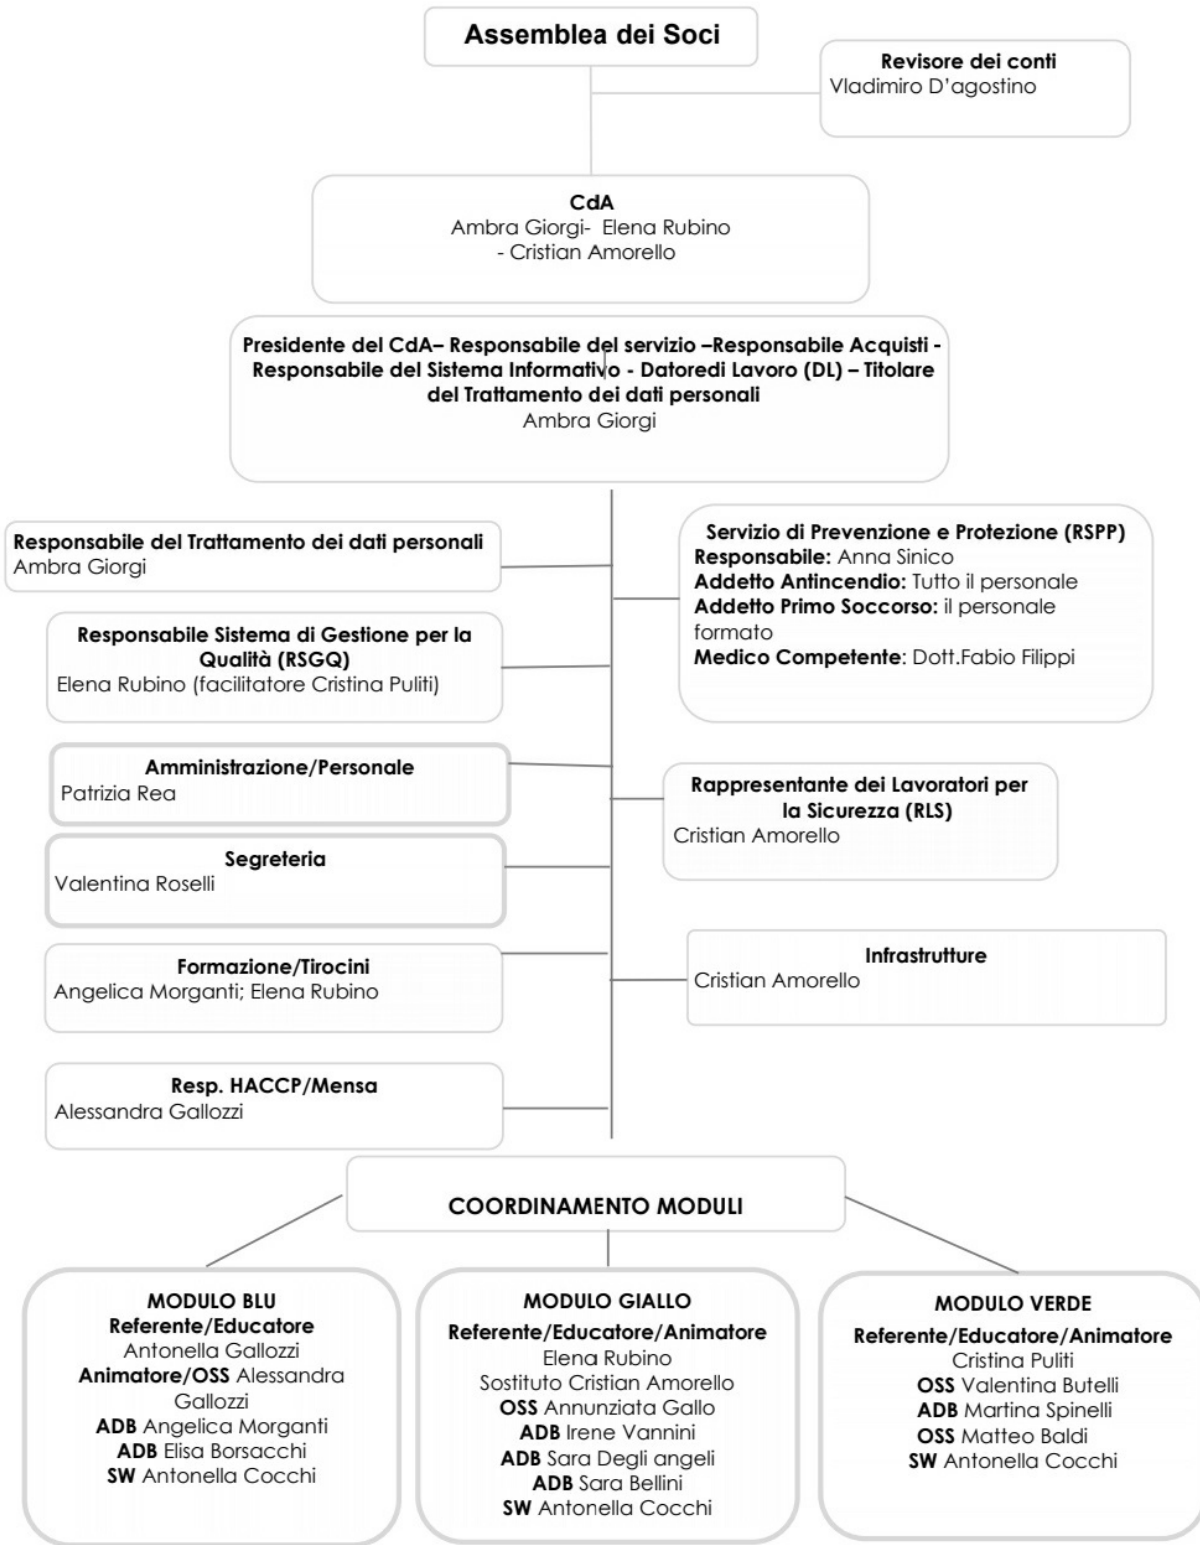 Assemblea dei Soci
Revisore dei conti
Vladimiro D'agostino
CdA
Ambra Giorgi- Elena Rubino
- Cristian Amorello
Presidente del CdA– Responsabile del servizio –Responsabile Acquisti -
Responsabile del Sistema Informativo - Datoredi Lavoro (DL) – Titolare
del Trattamento dei dati personali
Ambra Giorgi
Responsabile del Trattamento dei dati personali
Ambra Giorgi
Servizio di Prevenzione e Protezione (RSPP)
Responsabile: Anna Sinico
Addetto Antincendio: Tutto il personale
Addetto Primo Soccorso: il personale
formato
Medico Competente: Dott.Fabio Filippi
Responsabile Sistema di Gestione per la
Qualità (RSGQ)
Elena Rubino (facilitatore Cristina Puliti)
Amministrazione/Personale
Patrizia Rea
Rappresentante dei Lavoratori per
la Sicurezza (RLS)
Cristian Amorello
Segreteria
Valentina Roselli
Formazione/Tirocini
Angelica Morganti; Elena Rubino
Infrastrutture
Cristian Amorello
Resp. HACCP/Mensa
Alessandra Gallozzi
COORDINAMENTO MODULI
MODULO BLU
Referente/Educatore
Antonella Gallozzi
Animatore/OSS Alessandra
Gallozzi
ADB Angelica Morganti
ADB Elisa Borsacchi
SW Antonella Cocchi
MODULO GIALLO
Referente/Educatore/Animatore
Elena Rubino
Sostituto Cristian Amorello
OSS Annunziata Gallo
ADB Irene Vannini
ADB Sara Degli angeli
ADB Sara Bellini
SW Antonella Cocchi
MODULO VERDE
Referente/Educatore/Animatore
Cristina Puliti
OSS Valentina Butelli
ADB Martina Spinelli
OSS Matteo Baldi
SW Antonella Cocchi